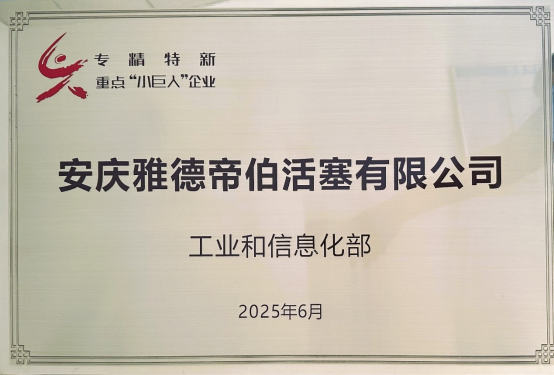 专精特新
重点“小巨人”企业
安庆雅德帝伯活塞有限公司
工业和信息化部
2025年6月